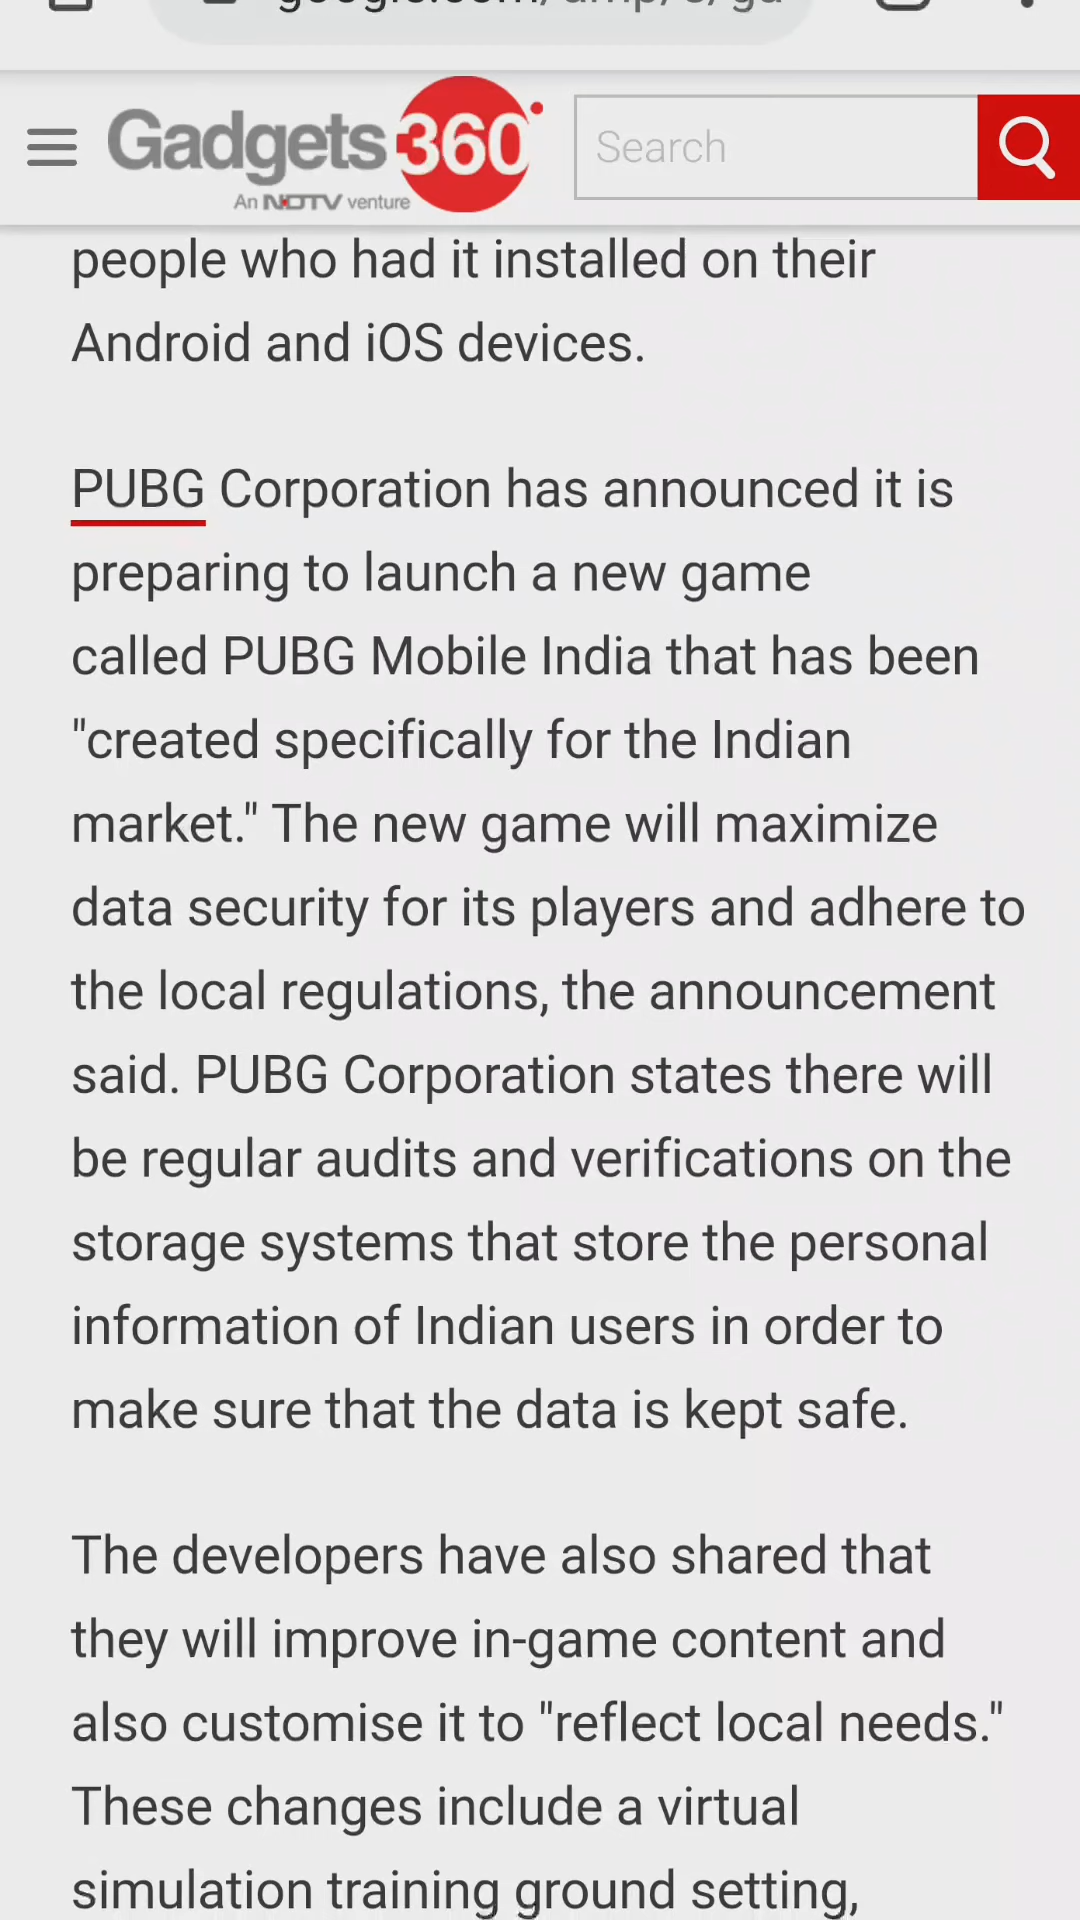 Gadgets 360
An NDTV venture
Search
people who had it installed on their
Android and iOS devices.
PUBG Corporation has announced it is
preparing to launch a new game
called PUBG Mobile India that has been
"created specifically for the Indian
market." The new game will maximize
data security for its players and adhere to
the local regulations, the announcement
said. PUBG Corporation states there will
be regular audits and verifications on the
storage systems that store the personal
information of Indian users in order to
make sure that the data is kept safe.
The developers have also shared that
they will improve in-game content and
also customise it to "reflect local needs."
These changes include a virtual
simulation training ground setting,